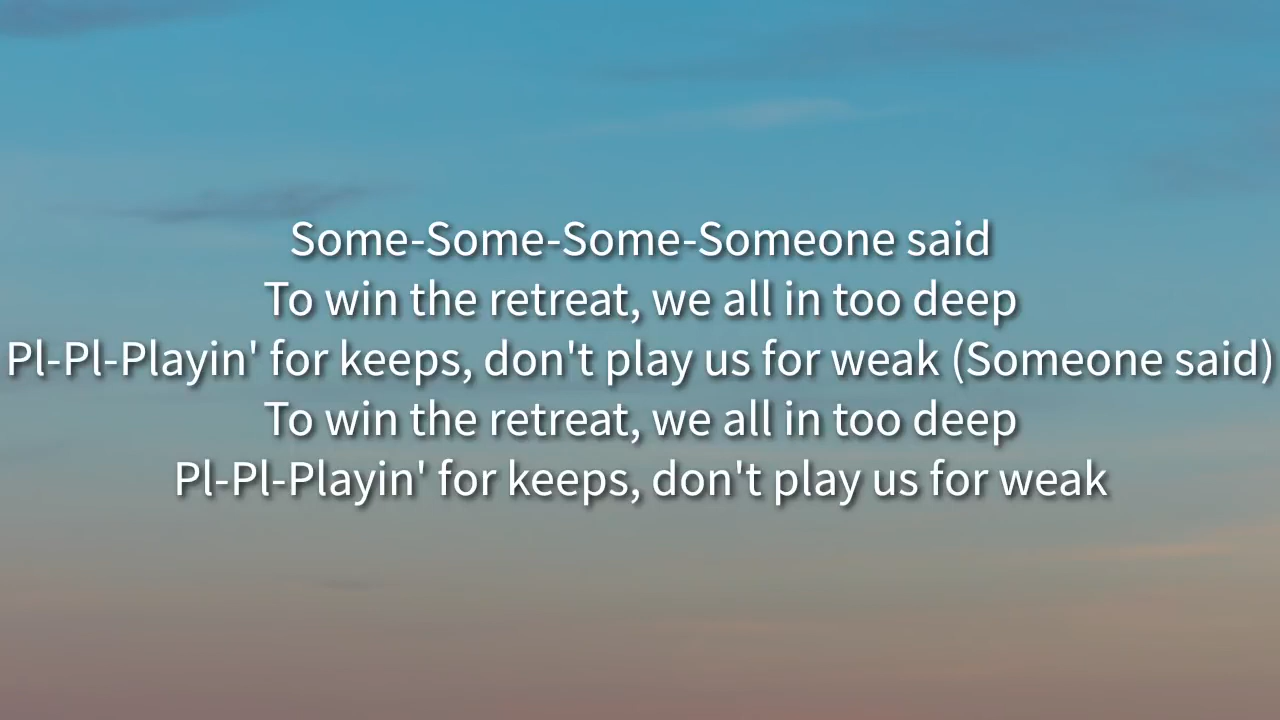 Some-Some-Some-Someone said
To win the retreat, we all in too deep
Pl-Pl-Playin' for keeps, don't play us for weak (Someone said)
To win the retreat, we all in too deep
Pl-Pl-Playin' for keeps, don't play us for weak